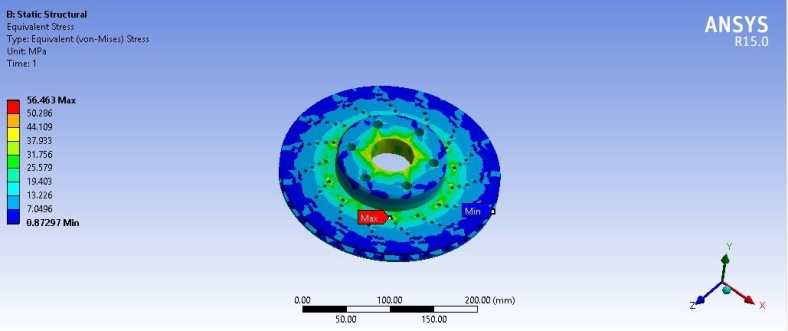 B: Static Structural
Equivalent Stress
Type: Equivalent (von-Mises) Stress
Unit: MPa
Time: 1
ANSYS
R15.0
56.463 Max
50.286
44.109
37.933
31.756
25.579
19.403
13.226
7.0496
0.87297 Min
Max
Min
0.00 100.00 200.00 (mm)
50.00 150.00
Y
Z X